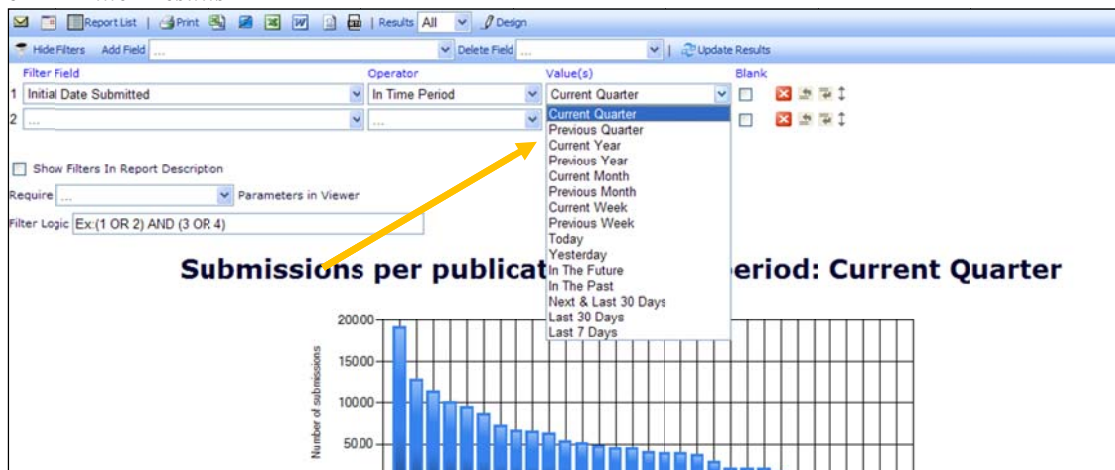 Report List | Print | Results All Design
HideFilters Add Field ... Delete Field ... | Update Results
Filter Field Operator Value(s) Blank
1 Initial Date Submitted In Time Period Current Quarter
2 ... ...
Current Quarter
Previous Quarter
Current Year
Previous Year
Current Month
Previous Month
Current Week
Previous Week
Today
Yesterday
In The Future
In The Past
Next & Last 30 Days
Last 30 Days
Last 7 Days
Show Filters In Report Descripton
Require ... Parameters in Viewer
Filter Logic Ex:(1 OR 2) AND (3 OR 4)
Submissions per publicat eriod: Current Quarter
20000
15000
10000
5000
Number of submissions